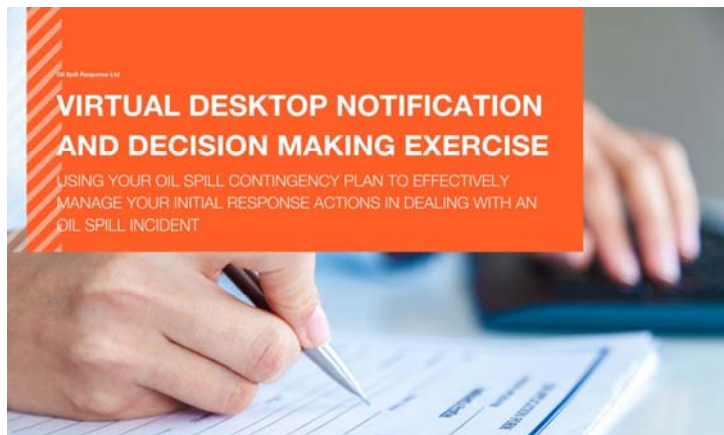 Oil Spill Response Ltd
VIRTUAL DESKTOP NOTIFICATION
AND DECISION MAKING EXERCISE
USING YOUR OIL SPILL CONTINGENCY PLAN TO EFFECTIVELY
MANAGE YOUR INITIAL RESPONSE ACTIONS IN DEALING WITH AN
OIL SPILL INCIDENT